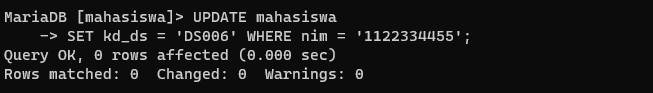 MariaDB [mahasiswa]> UPDATE mahasiswa
    -> SET kd_ds = 'DS006' WHERE nim = '1122334455';
Query OK, 0 rows affected (0.000 sec)
Rows matched: 0  Changed: 0  Warnings: 0